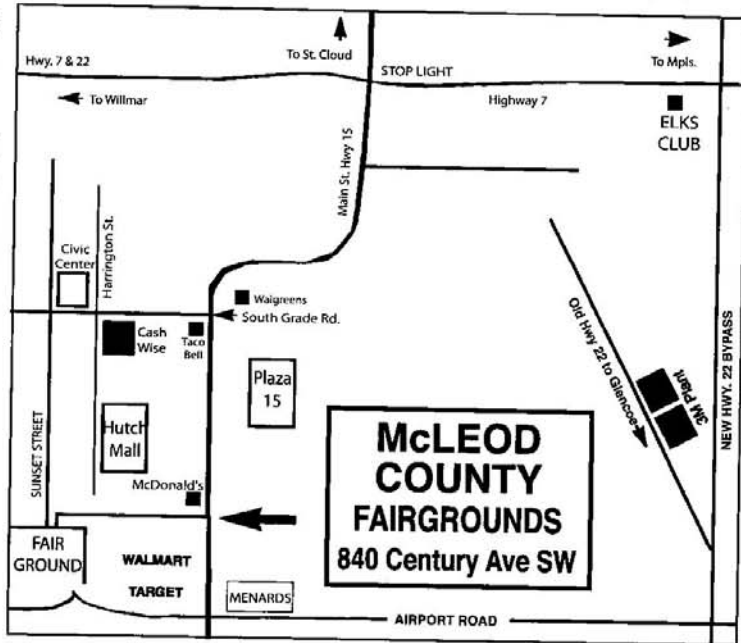 Hwy. 7 & 22
To St. Cloud
STOP LIGHT
To Mpls.
To Willmar
Highway 7
ELKS
CLUB
Main St. Hwy 15
Harrington St.
Civic
Center
Walgreens
South Grade Rd.
Cash
Wise
Taco
Bell
Old Hwy 22 to Glencoe
3M Plant
NEW HWY. 22 BYPASS
Plaza
15
Hutch
Mall
SUNSET STREET
McDonald's
McLEOD
COUNTY
FAIRGROUNDS
840 Century Ave SW
FAIR
GROUND
WALMART
TARGET
MENARDS
AIRPORT ROAD